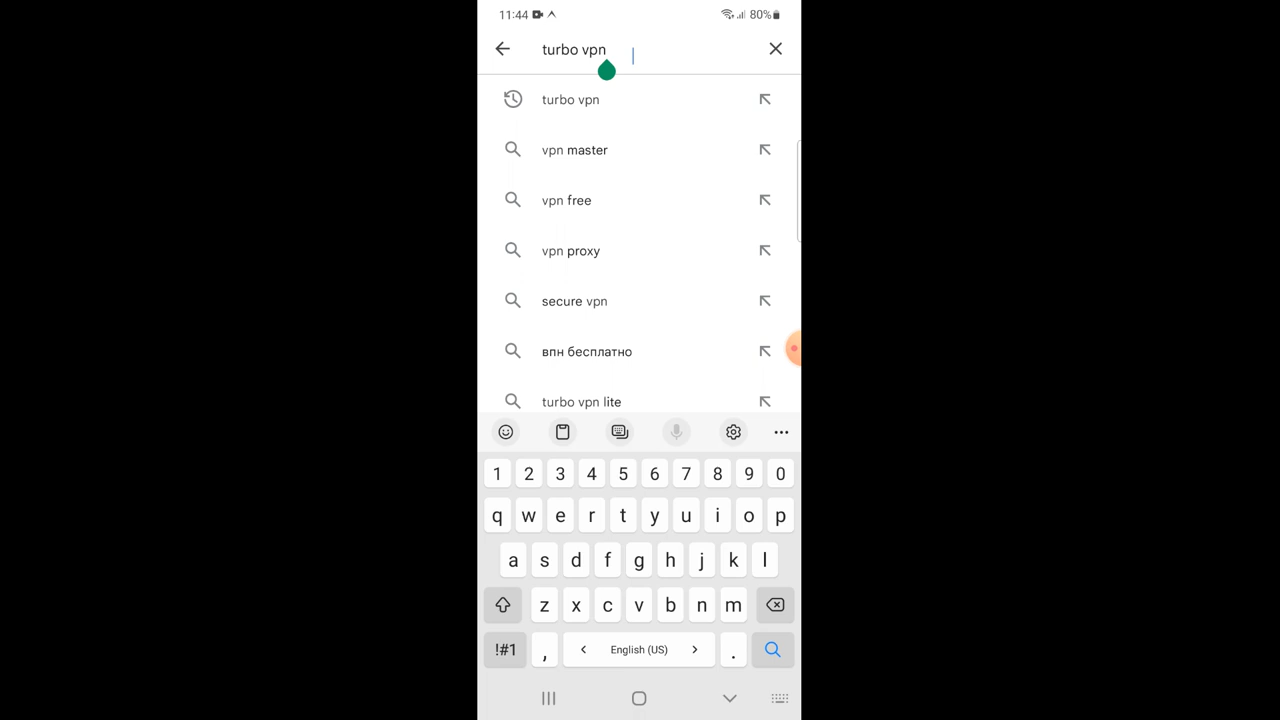 11:44 80%
turbo vpn
turbo vpn
vpn master
vpn free
vpn proxy
secure vpn
впн бесплатно
turbo vpn lite
1 2 3 4 5 6 7 8 9 0
q w e r t y u i o p
a s d f g h j k l
z x c v b n m
!#1 , < English (US) > .